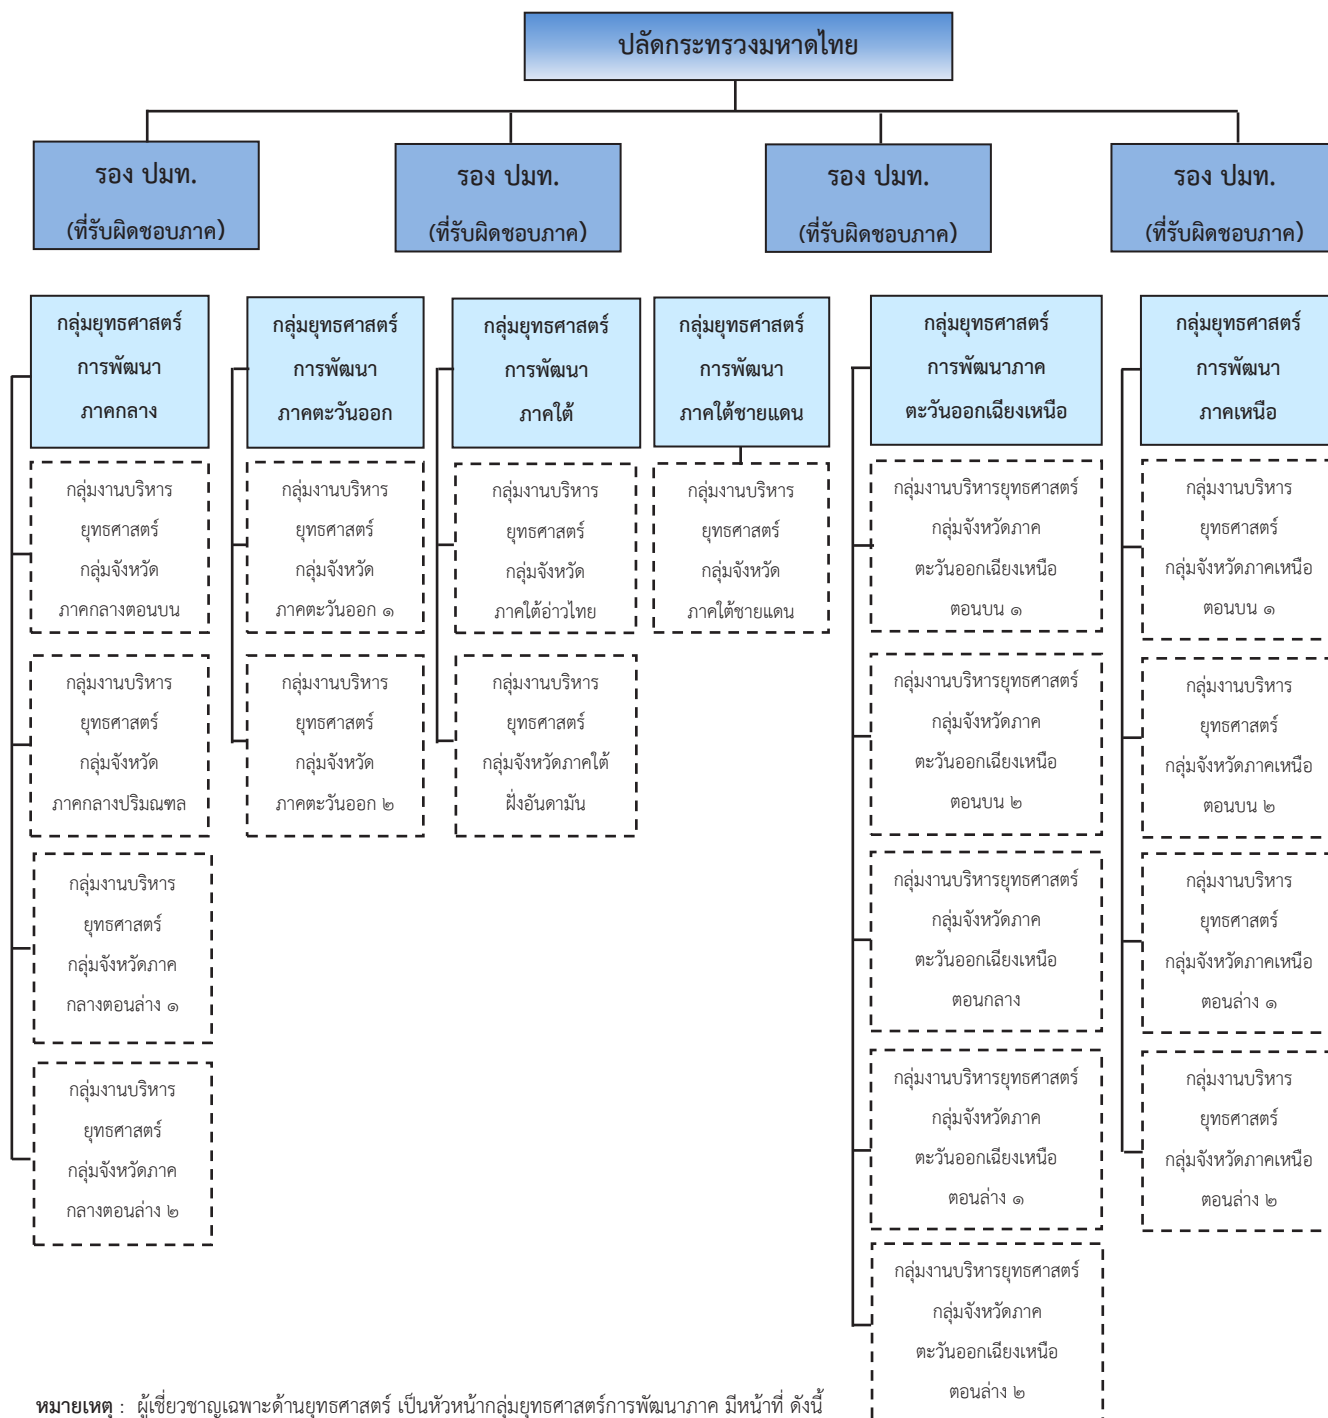 ปลัดกระทรวงมหาดไทย
รอง ปมท.
(ที่รับผิดชอบภาค)
รอง ปมท.
(ที่รับผิดชอบภาค)
รอง ปมท.
(ที่รับผิดชอบภาค)
รอง ปมท.
(ที่รับผิดชอบภาค)
กลุ่มยุทธศาสตร์
การพัฒนา
ภาคกลาง
กลุ่มงานบริหาร
ยุทธศาสตร์
กลุ่มจังหวัด
ภาคกลางตอนบน
กลุ่มงานบริหาร
ยุทธศาสตร์
กลุ่มจังหวัด
ภาคกลางปริมณฑล
กลุ่มงานบริหาร
ยุทธศาสตร์
กลุ่มจังหวัดภาค
กลางตอนล่าง ๑
กลุ่มงานบริหาร
ยุทธศาสตร์
กลุ่มจังหวัดภาค
กลางตอนล่าง ๒
กลุ่มยุทธศาสตร์
การพัฒนา
ภาคตะวันออก
กลุ่มงานบริหาร
ยุทธศาสตร์
กลุ่มจังหวัด
ภาคตะวันออก ๑
กลุ่มงานบริหาร
ยุทธศาสตร์
กลุ่มจังหวัด
ภาคตะวันออก ๒
กลุ่มยุทธศาสตร์
การพัฒนา
ภาคใต้
กลุ่มงานบริหาร
ยุทธศาสตร์
กลุ่มจังหวัด
ภาคใต้อ่าวไทย
กลุ่มงานบริหาร
ยุทธศาสตร์
กลุ่มจังหวัดภาคใต้
ฝั่งอันดามัน
กลุ่มยุทธศาสตร์
การพัฒนา
ภาคใต้ชายแดน
กลุ่มงานบริหาร
ยุทธศาสตร์
กลุ่มจังหวัด
ภาคใต้ชายแดน
กลุ่มยุทธศาสตร์
การพัฒนาภาค
ตะวันออกเฉียงเหนือ
กลุ่มงานบริหารยุทธศาสตร์
กลุ่มจังหวัดภาค
ตะวันออกเฉียงเหนือ
ตอนบน ๑
กลุ่มงานบริหารยุทธศาสตร์
กลุ่มจังหวัดภาค
ตะวันออกเฉียงเหนือ
ตอนบน ๒
กลุ่มงานบริหารยุทธศาสตร์
กลุ่มจังหวัดภาค
ตะวันออกเฉียงเหนือ
ตอนกลาง
กลุ่มงานบริหารยุทธศาสตร์
กลุ่มจังหวัดภาค
ตะวันออกเฉียงเหนือ
ตอนล่าง ๑
กลุ่มงานบริหารยุทธศาสตร์
กลุ่มจังหวัดภาค
ตะวันออกเฉียงเหนือ
ตอนล่าง ๒
กลุ่มยุทธศาสตร์
การพัฒนา
ภาคเหนือ
กลุ่มงานบริหาร
ยุทธศาสตร์
กลุ่มจังหวัดภาคเหนือ
ตอนบน ๑
กลุ่มงานบริหาร
ยุทธศาสตร์
กลุ่มจังหวัดภาคเหนือ
ตอนบน ๒
กลุ่มงานบริหาร
ยุทธศาสตร์
กลุ่มจังหวัดภาคเหนือ
ตอนล่าง ๑
กลุ่มงานบริหาร
ยุทธศาสตร์
กลุ่มจังหวัดภาคเหนือ
ตอนล่าง ๒
หมายเหตุ : ผู้เชี่ยวชาญเฉพาะด้านยุทธศาสตร์ เป็นหัวหน้ากลุ่มยุทธศาสตร์การพัฒนาภาค มีหน้าที่ ดังนี้